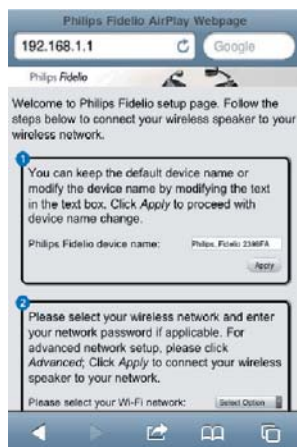 Philips Fidelio AirPlay Webpage
192.168.1.1
Google
Philips Fidelio
Welcome to Philips Fidelio setup page. Follow the
steps below to connect your wireless speaker to your
wireless network.
1
You can keep the default device name or
modify the device name by modifying the text
in the text box. Click Apply to proceed with
device name change.
Philips Fidelio device name:
Apply
2
Please select your wireless network and enter
your network password if applicable. For
advanced network setup, please click
Advanced; Click Apply to connect your wireless
speaker to your network.
Please select your Wi-Fi network: Select Option